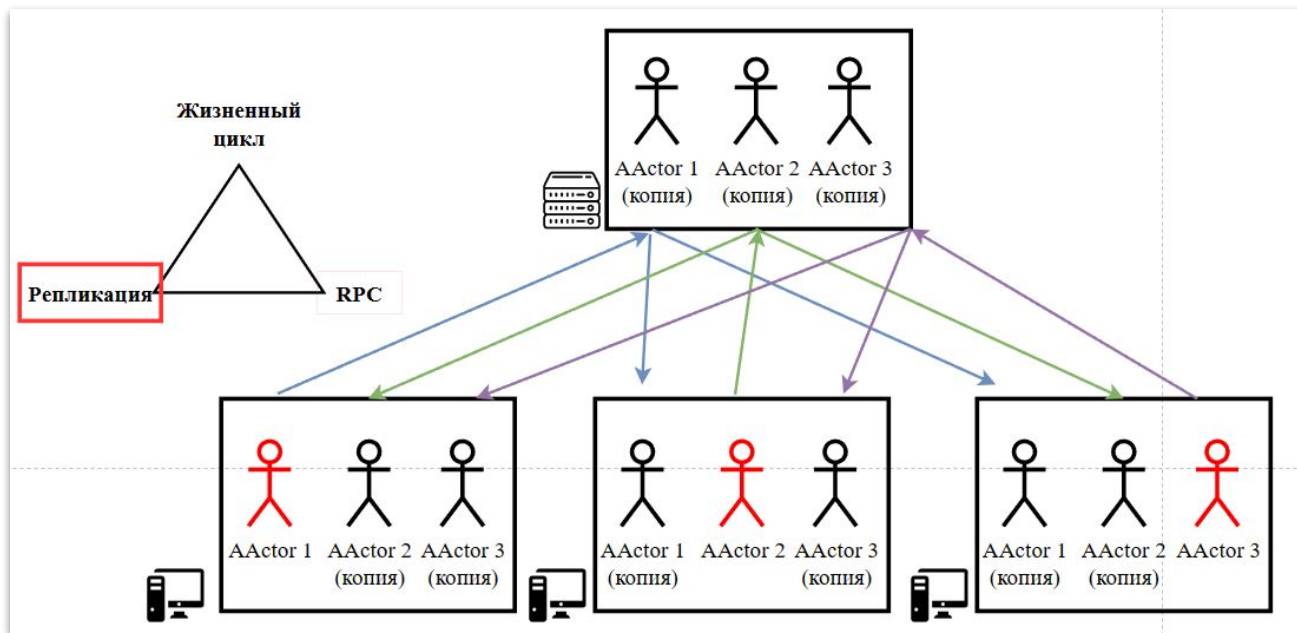 Жизненный
цикл
Репликация
RPC
AActor 1
(копия)
AActor 2
(копия)
AActor 3
(копия)
AActor 1
AActor 2
(копия)
AActor 3
(копия)
AActor 1
(копия)
AActor 2
AActor 3
(копия)
AActor 1
(копия)
AActor 2
(копия)
AActor 3